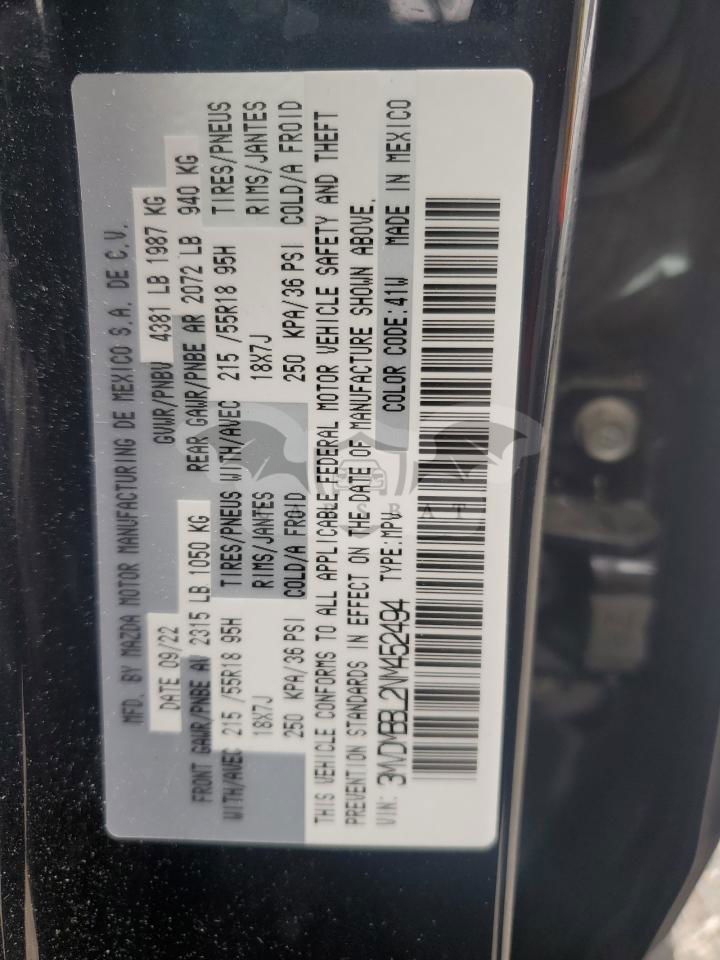 MFD. BY MAZDA MOTOR MANUFACTURING DE MEXICO S.A. DE C.V.
DATE 09/22 GVWR/PNBV 4381 LB 1987 KG
FRONT GAWR/PNBE AV 2315 LB 1050 KG REAR GAWR/PNBE AR 2072 LB 940 KG
WITH/AVEC 215 /55R18 95H TIRES/PNEUS WITH/AVEC 215 /55R18 95H TIRES/PNEUS
18X7J RIMS/JANTES 18X7J RIMS/JANTES
250 KPA/36 PSI COLD/A FROID 250 KPA/36 PSI COLD/A FROID
THIS VEHICLE CONFORMS TO ALL APPLICABLE FEDERAL MOTOR VEHICLE SAFETY AND THEFT
PREVENTION STANDARDS IN EFFECT ON THE DATE OF MANUFACTURE SHOWN ABOVE.
VIN: 3MVDMBBL2NM452494 TYPE:MPV COLOR CODE:41W MADE IN MEXICO